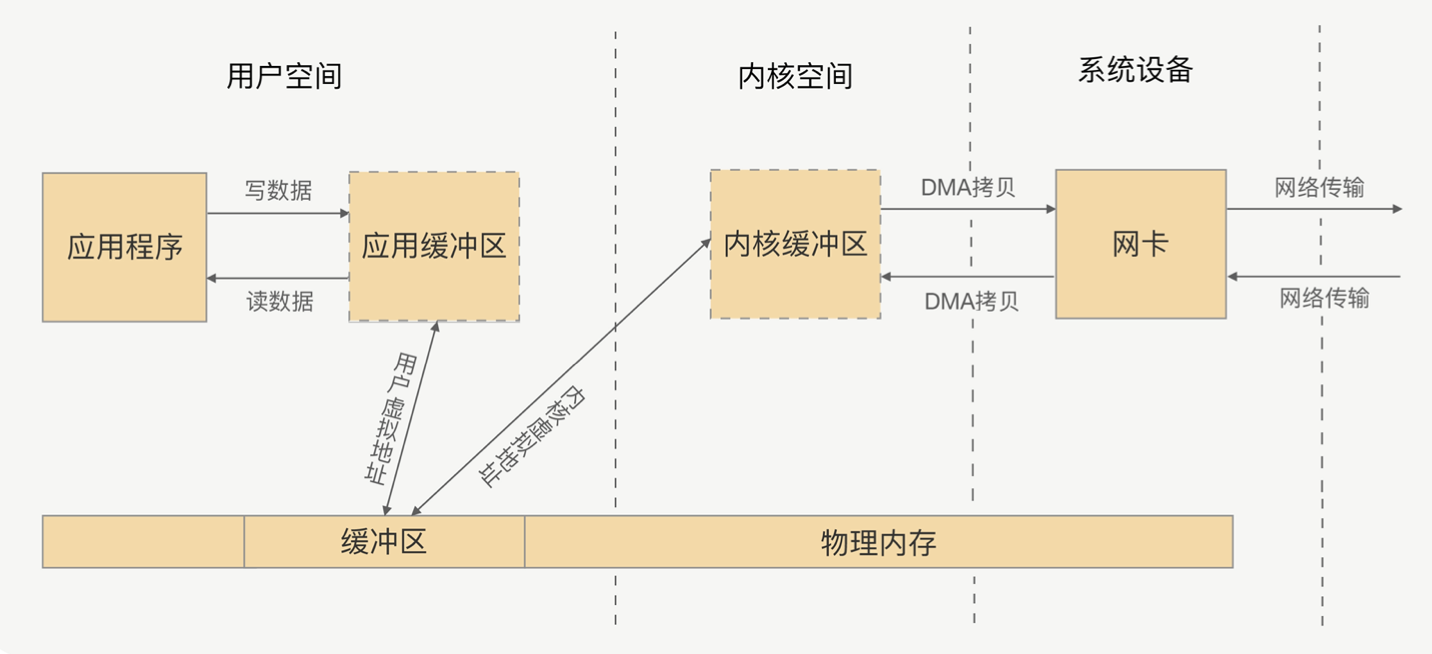 用户空间
内核空间
系统设备
应用程序
写数据
读数据
应用缓冲区
内核缓冲区
DMA拷贝
DMA拷贝
网卡
网络传输
网络传输
用户虚拟地址
内核虚拟地址
缓冲区
物理内存